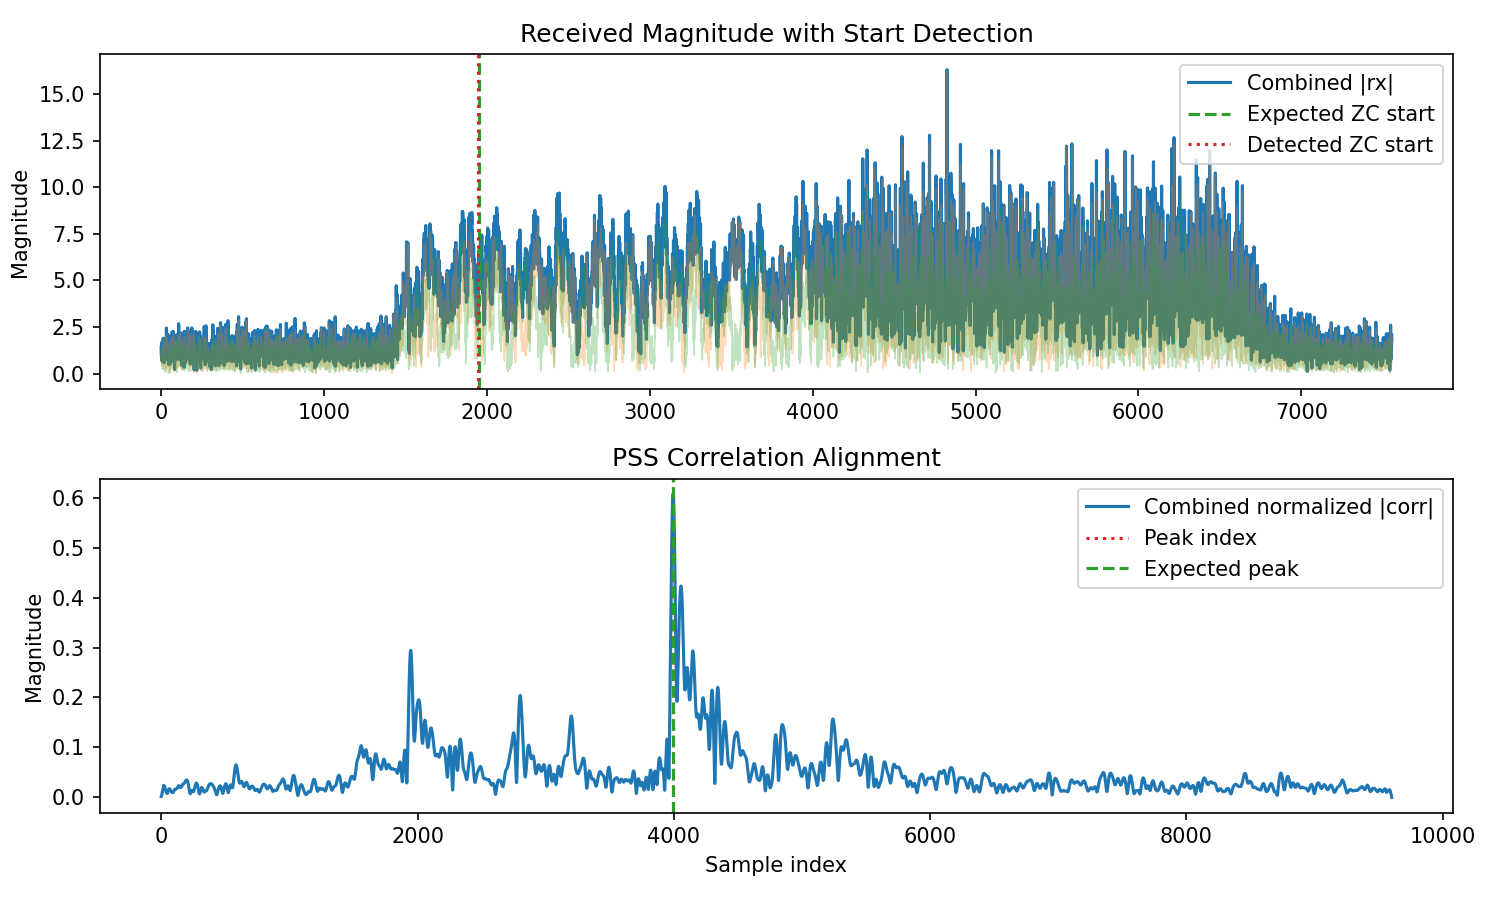 Received Magnitude with Start Detection
Magnitude
15.0
12.5
10.0
7.5
5.0
2.5
0.0
Combined |rx|
Expected ZC start
Detected ZC start
0 1000 2000 3000 4000 5000 6000 7000
PSS Correlation Alignment
Magnitude
0.6
0.5
0.4
0.3
0.2
0.1
0.0
Combined normalized |corr|
Peak index
Expected peak
0 2000 4000 6000 8000 10000
Sample index